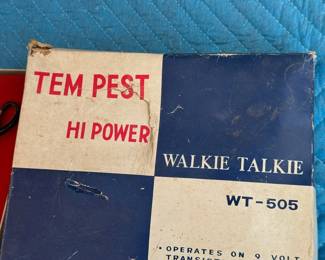 TEM PEST
HI POWER
WALKIE TALKIE
WT-505
• OPERATES ON 9 VOLT